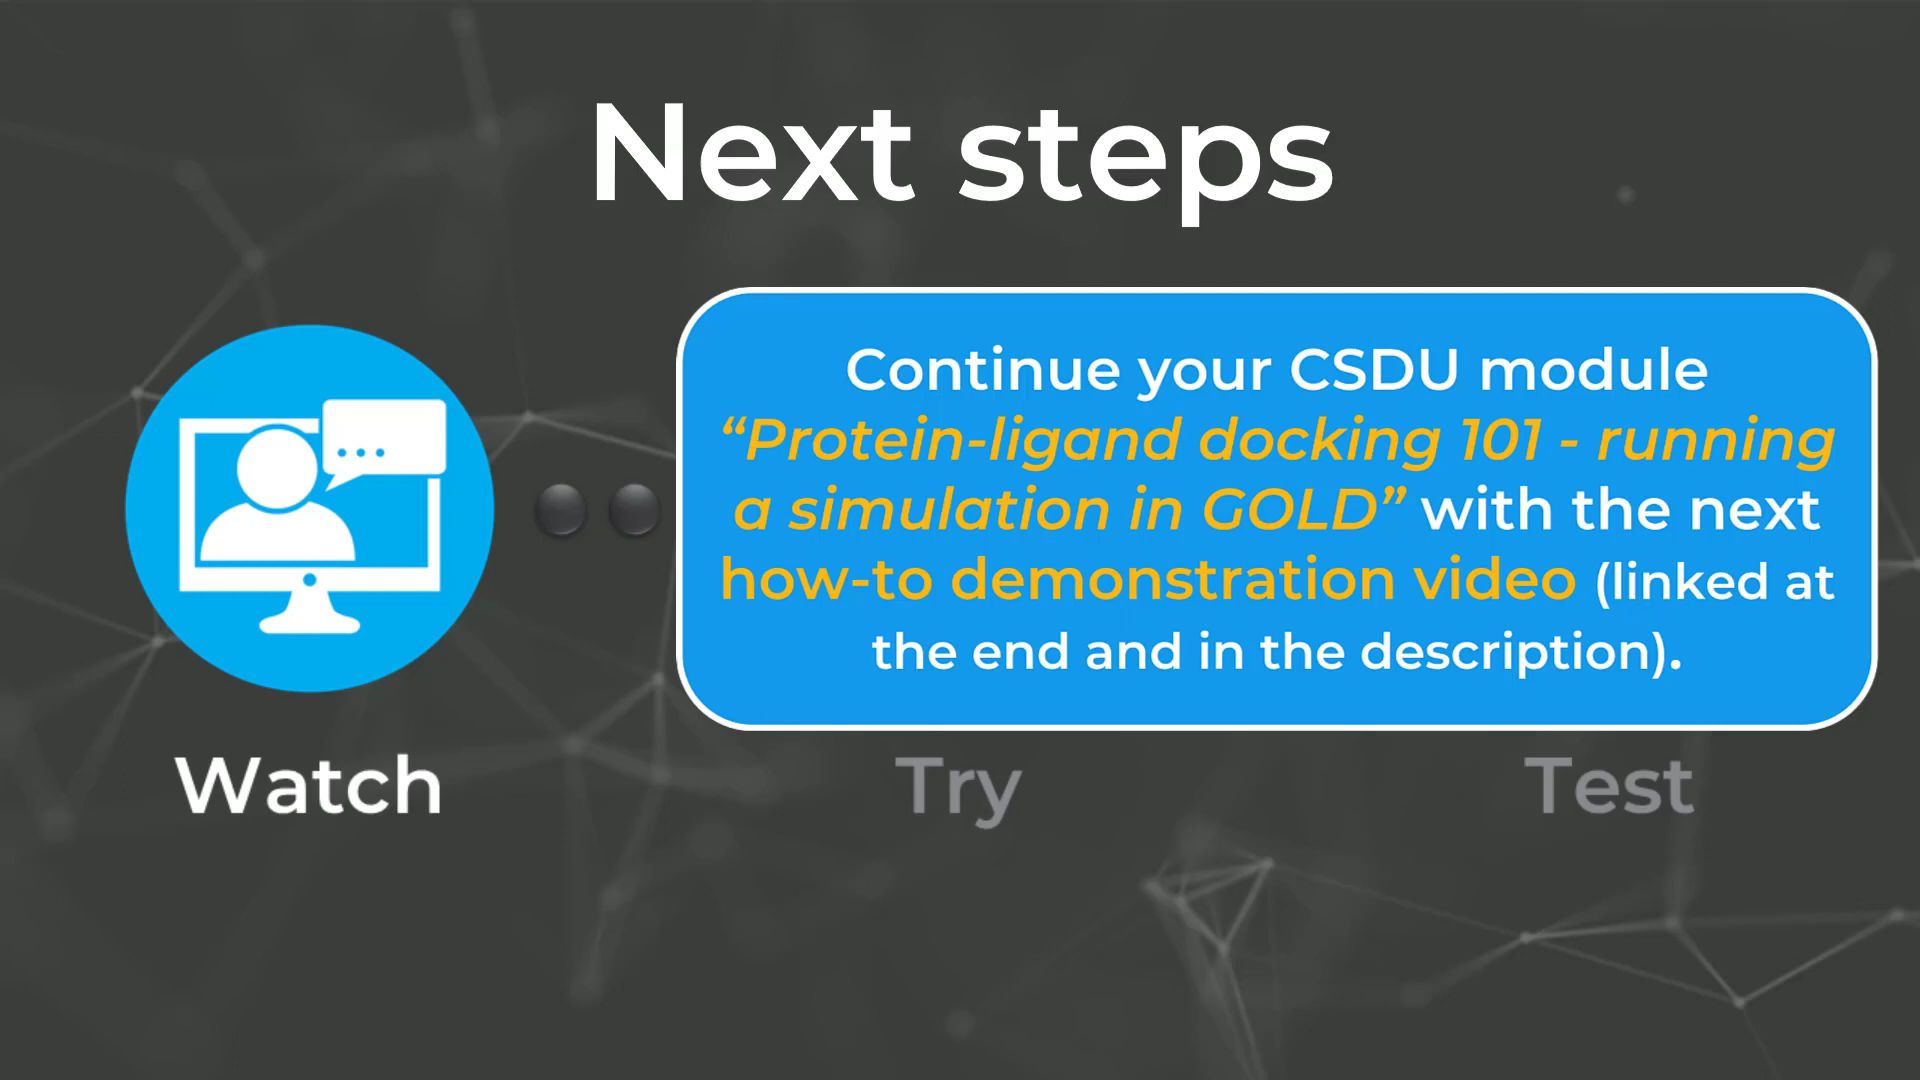 Next steps
Continue your CSDU module
“Protein-ligand docking 101 - running
a simulation in GOLD” with the next
how-to demonstration video (linked at
the end and in the description).
Watch
Try
Test